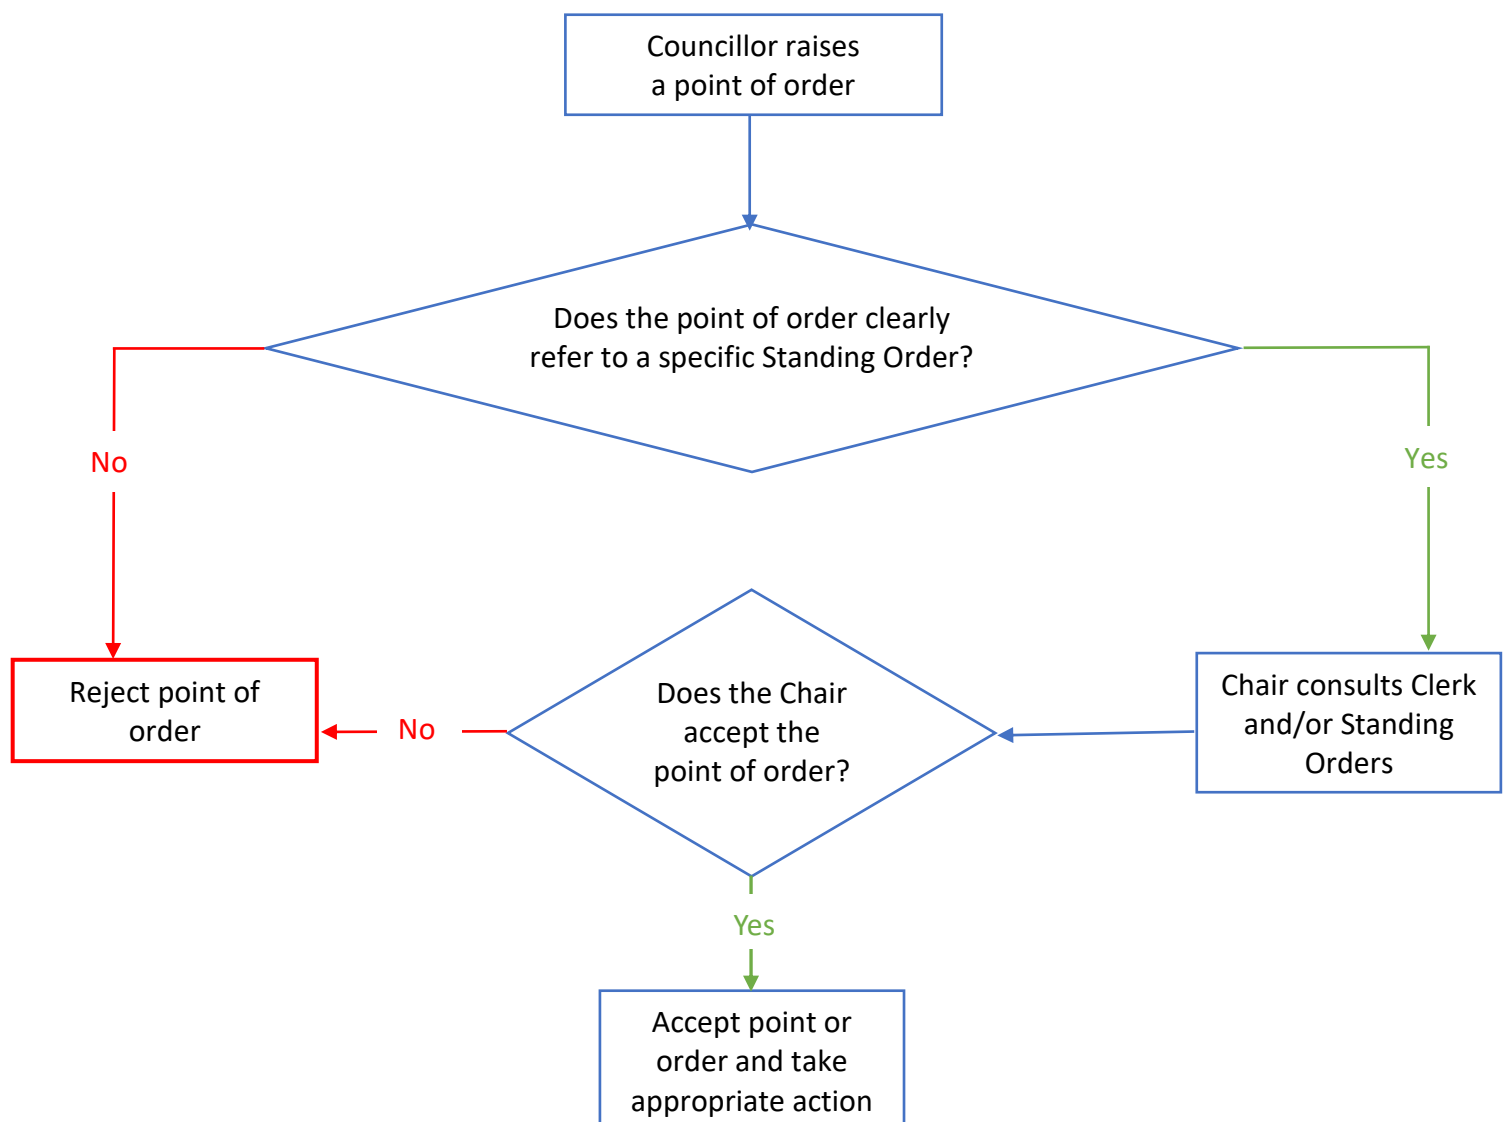 Councillor raises
a point of order
Does the point of order clearly
refer to a specific Standing Order?
No
Yes
Reject point of
order
No
Does the Chair
accept the
point of order?
Chair consults Clerk
and/or Standing
Orders
Yes
Accept point or
order and take
appropriate action